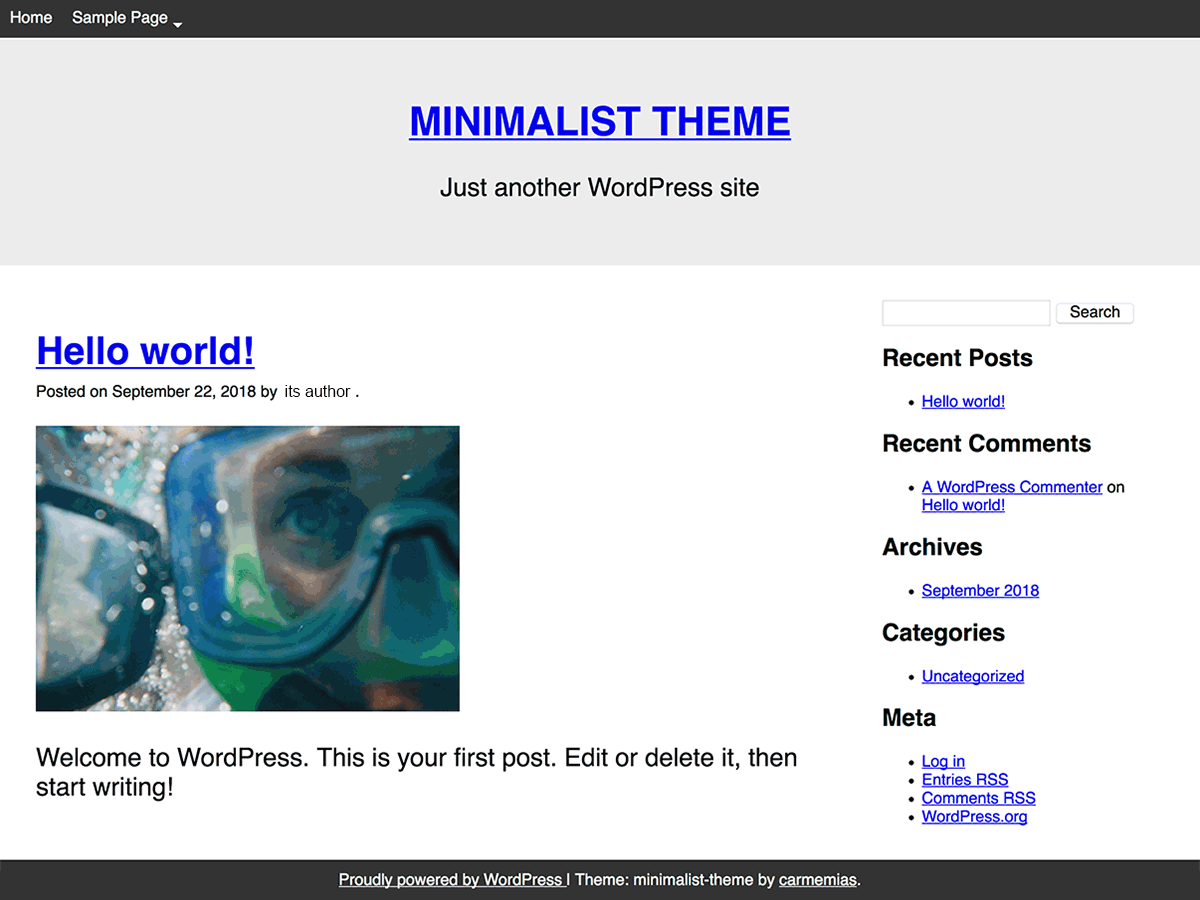 Home Sample Page
MINIMALIST THEME
Just another WordPress site
Hello world!
Posted on September 22, 2018 by its author .
Welcome to WordPress. This is your first post. Edit or delete it, then
start writing!
Search
Recent Posts
Hello world!
Recent Comments
A WordPress Commenter on
Hello world!
Archives
September 2018
Categories
Uncategorized
Meta
Log in
Entries RSS
Comments RSS
WordPress.org
Proudly powered by WordPress | Theme: minimalist-theme by carmemias.